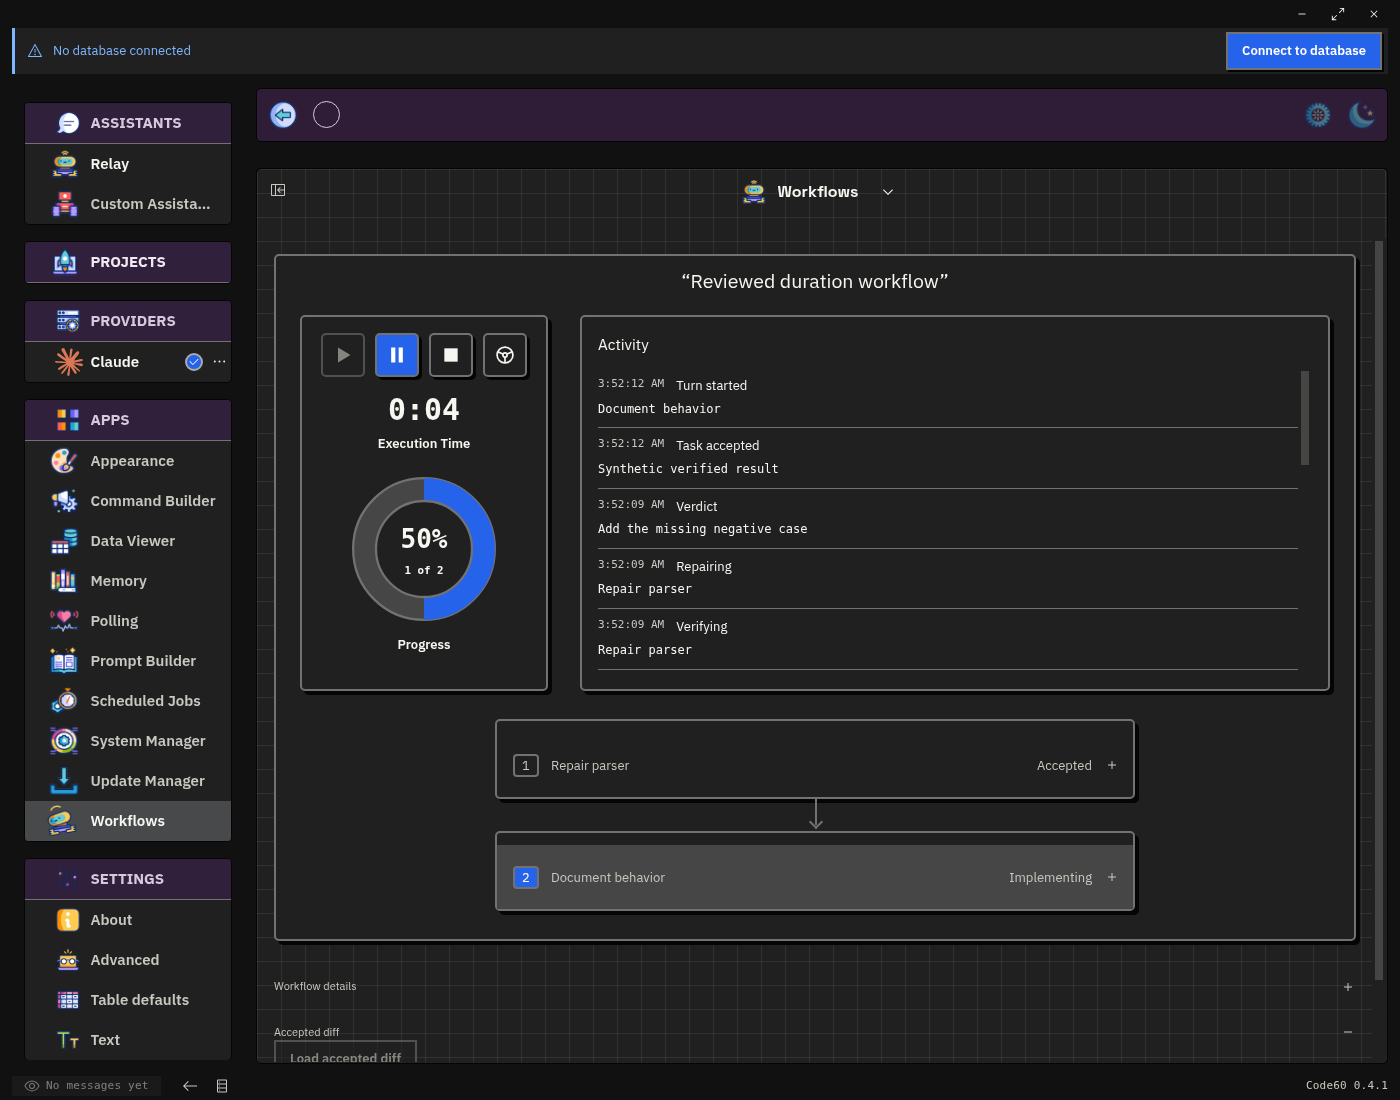 No database connected
Connect to database
ASSISTANTS
Relay
Custom Assista...
PROJECTS
PROVIDERS
Claude
APPS
Appearance
Command Builder
Data Viewer
Memory
Polling
Prompt Builder
Scheduled Jobs
System Manager
Update Manager
Workflows
SETTINGS
About
Advanced
Table defaults
Text
Workflows
“Reviewed duration workflow”
0:04
Execution Time
50%
1 of 2
Progress
Activity
3:52:12 AM Turn started
Document behavior
3:52:12 AM Task accepted
Synthetic verified result
3:52:09 AM Verdict
Add the missing negative case
3:52:09 AM Repairing
Repair parser
3:52:09 AM Verifying
Repair parser
1 Repair parser Accepted +
2 Document behavior Implementing +
Workflow details +
Accepted diff −
Load accepted diff
No messages yet
Code60 0.4.1